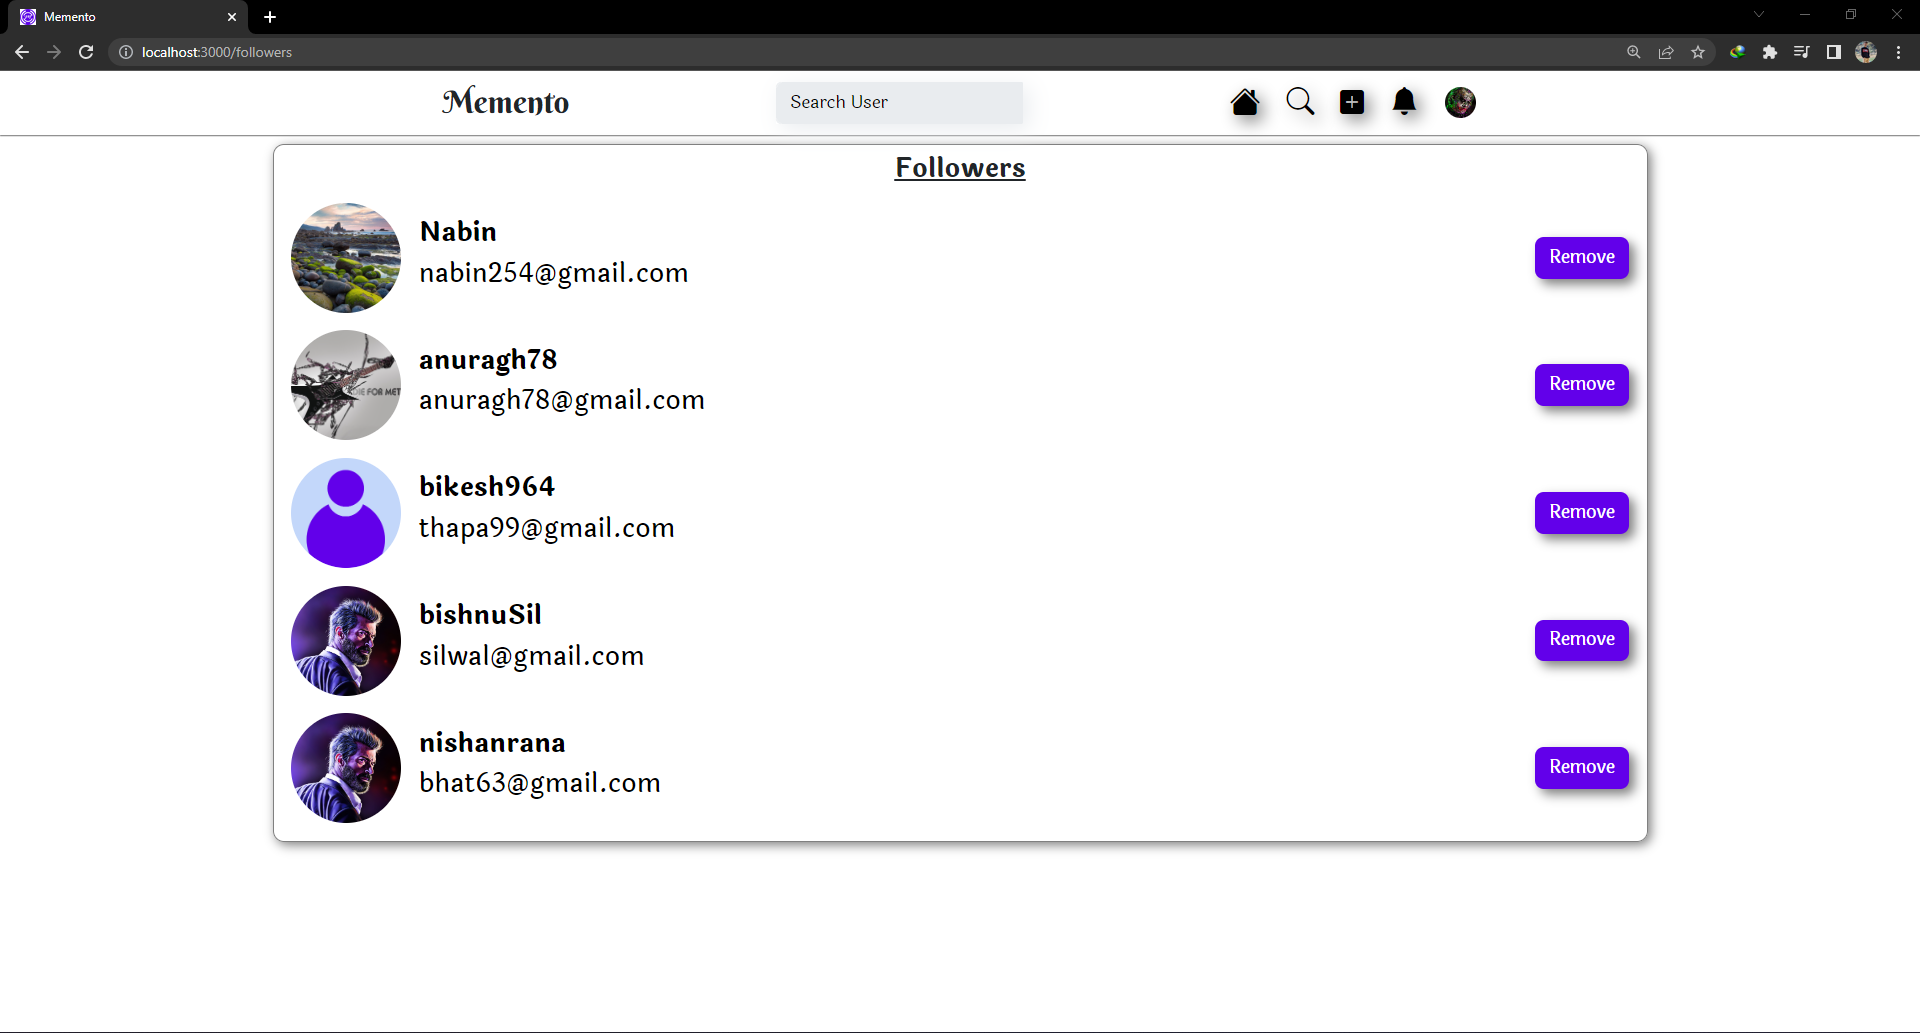 Memento
localhost:3000/followers
Memento
Search User
Followers
Nabin
nabin254@gmail.com
Remove
anuragh78
anuragh78@gmail.com
Remove
bikesh964
thapa99@gmail.com
Remove
bishnuSil
silwal@gmail.com
Remove
nishanrana
bhat63@gmail.com
Remove